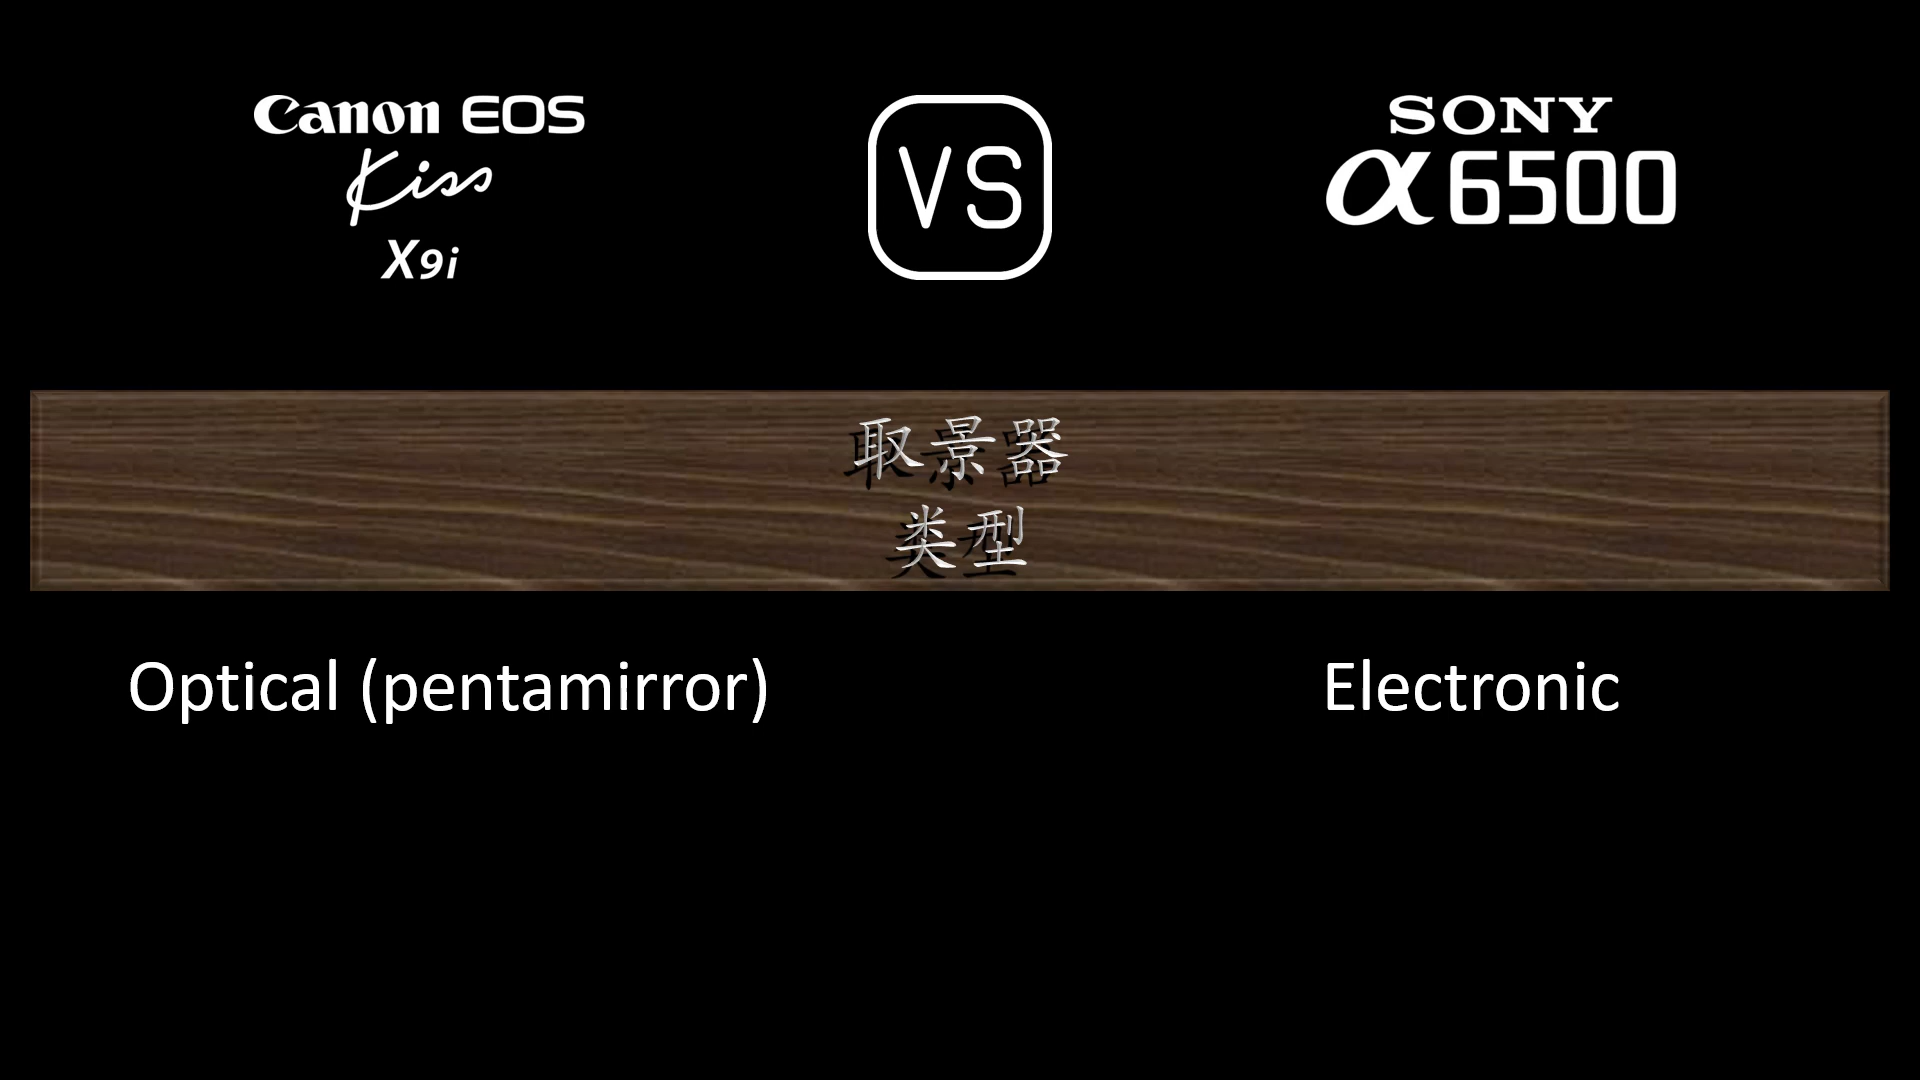 Canon EOS
Kiss
X9i
VS
SONY
α6500
取景器
类型
Optical (pentamirror)
Electronic